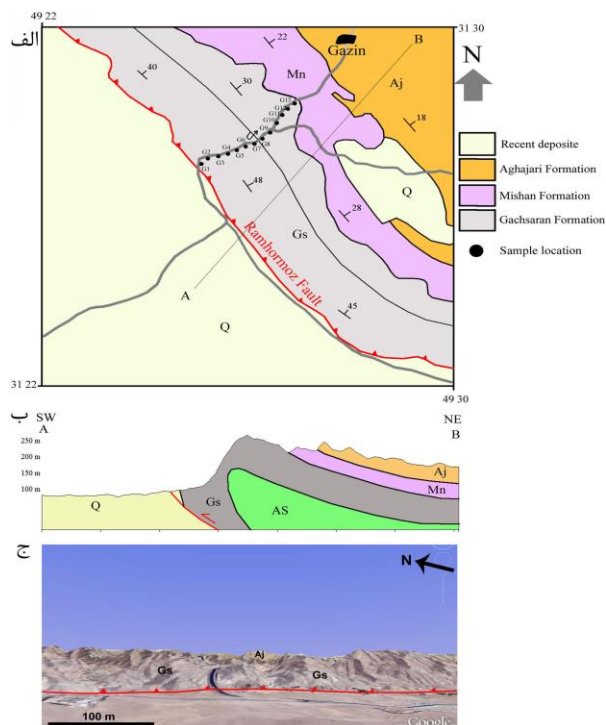 الف
49 22
31 30
22
Mn
Gazin
B
N
40
30
Aj
G13
G10
G9
G8
G7
G6
G5
G4
G3
G2
G1
18
48
Q
28
Gs
A
Ramhormoz Fault
45
Q
31 22
49 30
Recent deposite
Aghajari Formation
Mishan Formation
Gachsaran Formation
Sample location
ب
SW
A
NE
B
250 m
200 m
150 m
100 m
Aj
Mn
Gs
AS
Q
ج
N
Aj
Gs
Gs
100 m
Google